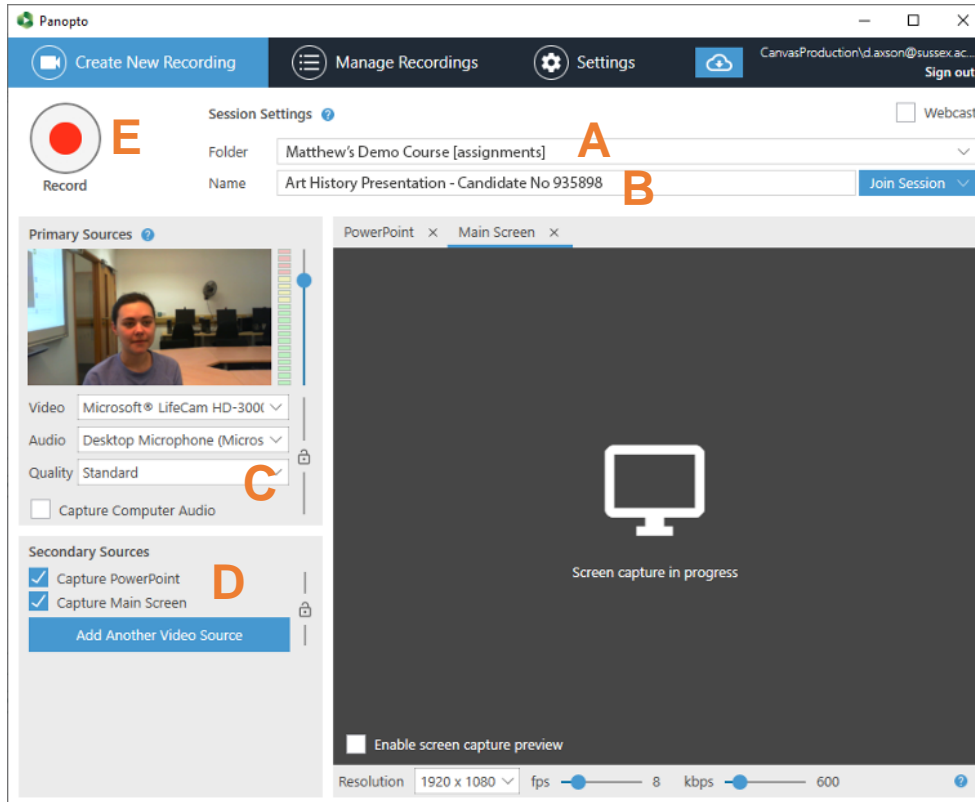 Panopto
Create New Recording Manage Recordings Settings CanvasProduction\d.axson@sussex.ac...
Sign out
E Session Settings ? Webcast
Folder Matthew's Demo Course [assignments] A
Record Name Art History Presentation - Candidate No 935898 B Join Session
Primary Sources ? PowerPoint × Main Screen ×
Video Microsoft® LifeCam HD-300(
Audio Desktop Microphone (Micros
Quality Standard C
Capture Computer Audio
Secondary Sources
Capture PowerPoint D
Capture Main Screen
Add Another Video Source
Screen capture in progress
Enable screen capture preview
Resolution 1920 x 1080 fps 8 kbps 600 ?